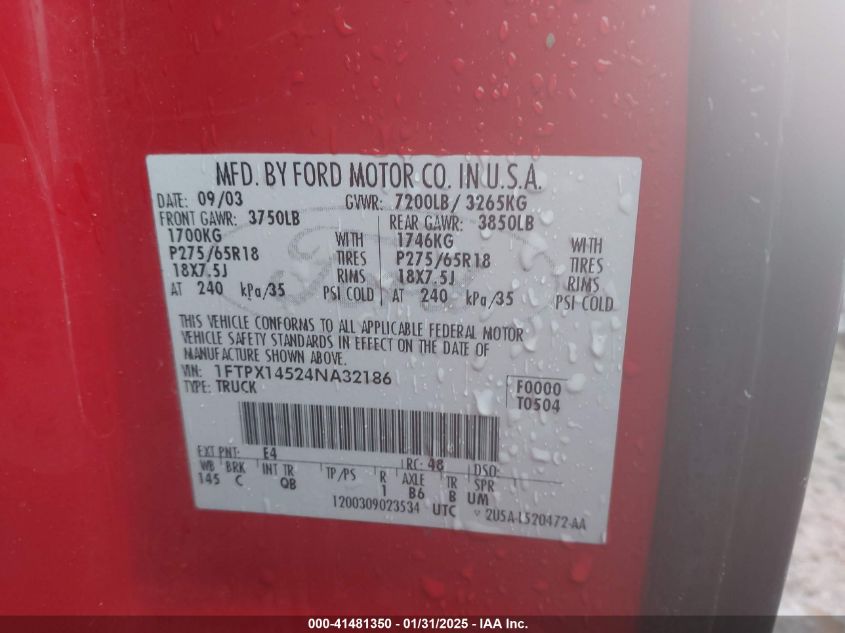 MFD. BY FORD MOTOR CO. IN U.S.A.
DATE: 09/03 GVWR: 7200LB/ 3265KG
FRONT GAWR: 3750LB REAR GAWR: 3850LB
1700KG WITH 1746KG WITH
P275/65R18 TIRES P275/65R18 TIRES
18X7.5J RIMS 18X7.5J RIMS
AT 240 kPa/35 PSI COLD AT 240 kPa/35 PSI COLD
THIS VEHICLE CONFORMS TO ALL APPLICABLE FEDERAL MOTOR
VEHICLE SAFETY STANDARDS IN EFFECT ON THE DATE OF
MANUFACTURE SHOWN ABOVE.
VIN: 1FTPX14524NA32186 F0000
TYPE: TRUCK T0504
EXT PNT: E4 RC: 48 DSO:
WB BRK INT TR TP/PS R AXLE TR SPR
145 C QB 1 B6 B UM
1200309023534 UTC 2U5A-1520472-AA
000-41481350 - 01/31/2025 - IAA Inc.